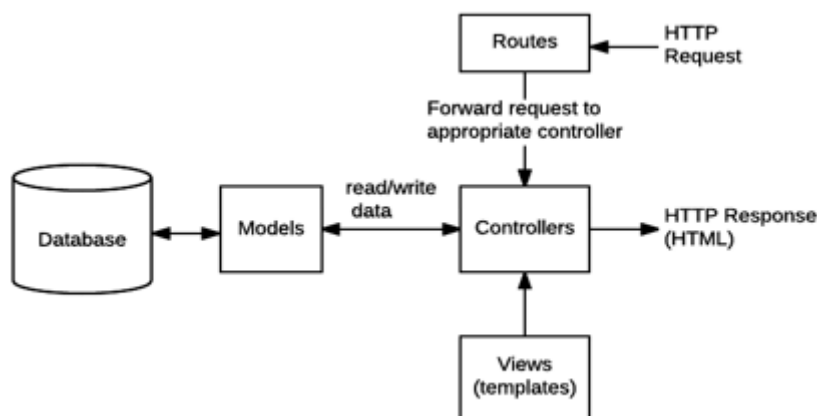 Routes
HTTP
Request
Forward request to
appropriate controller
read/write
data
Database
Models
Controllers
HTTP Response
(HTML)
Views
(templates)